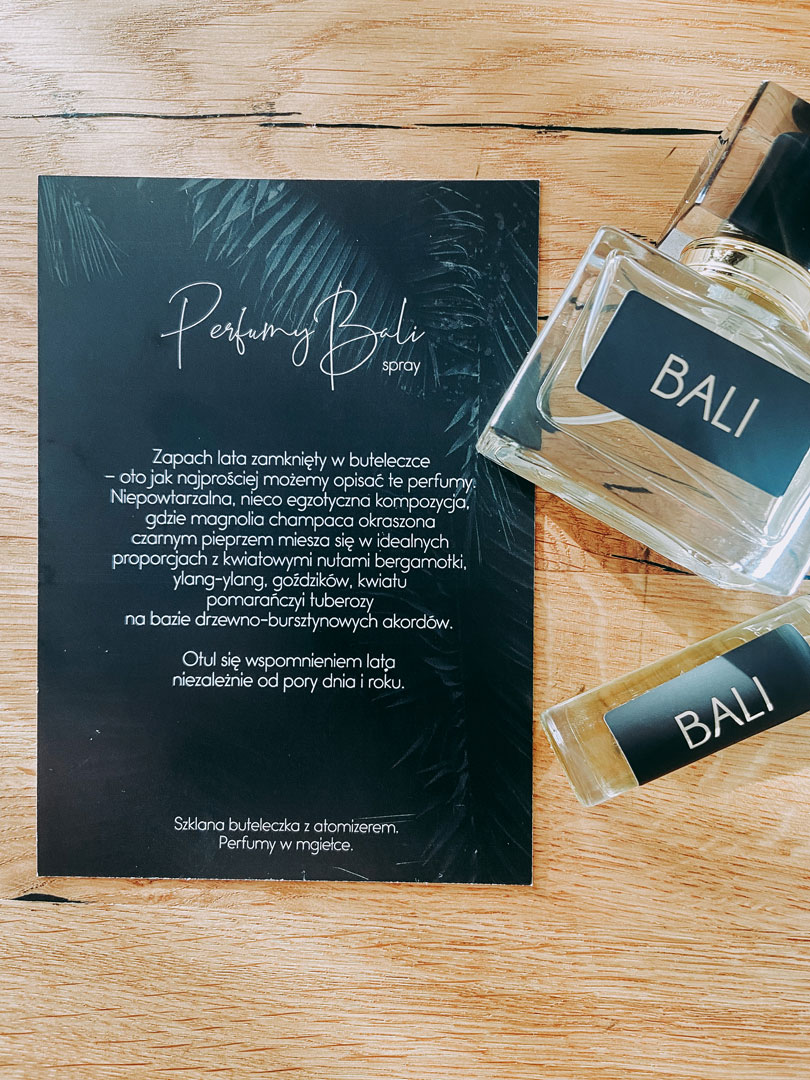 Perfumy Bali
spray
Zapach lata zamknięty w buteleczce
– oto jak najprościej możemy opisać te perfumy.
Niepowtarzalna, nieco egzotyczna kompozycja,
gdzie magnolia champaca okraszona
czarnym pieprzem miesza się w idealnych
proporcjach z kwiatowymi nutami bergamotki,
ylang-ylang, goździków, kwiatu
pomarańczyi tuberozy
na bazie drzewno-bursztynowych akordów.
Otul się wspomnieniem lata
niezależnie od pory dnia i roku.
Szklana buteleczka z atomizerem.
Perfumy w mgiełce.
BALI
BALI